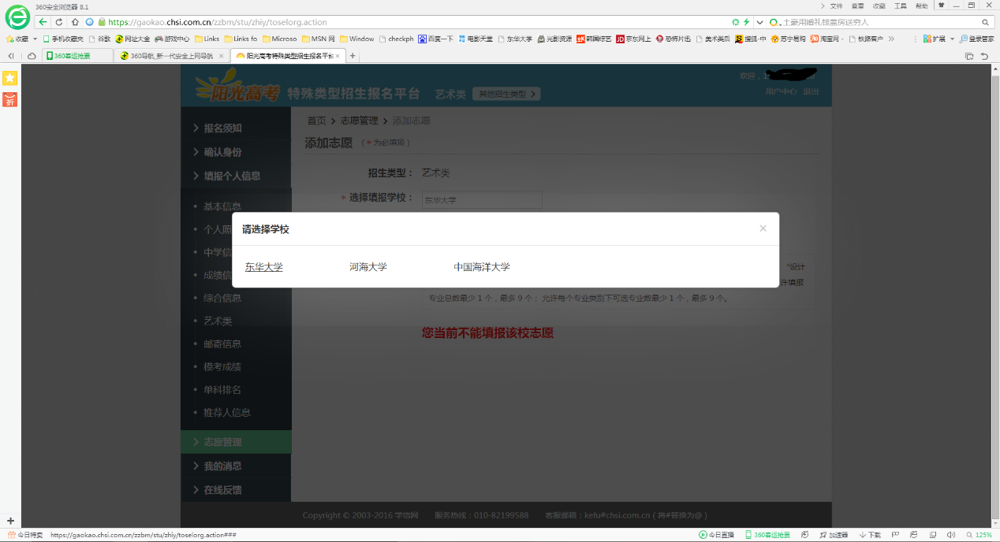 360安全浏览器 8.1
文件 查看 收藏 工具 帮助
https://gaokao.chsi.com.cn/zzbm/stu/zhiy/toselorg.action
土豪用婚礼钱盖房送穷人
收藏 手机收藏夹 谷歌 网址大全 游戏中心 Links Links fo Microso MSN 网 Window checkph 百度一下 电影天堂 东华大学 光影资源 韩国综艺 京东网上 恐怖片迅 美术类后 搜狐-中 苏宁易购 淘宝网 - 铁路客户 扩展 登录管家
360春运抢票 360导航_新一代安全上网导航 阳光高考特殊类型招生报名平台
折
阳光高考 特殊类型招生报名平台 艺术类 其他招生类型
欢迎，
用户中心 退出
报名须知
确认身份
填报个人信息
基本信息
个人照
中学信
成绩信
综合信息
艺术类
邮寄信息
模考成绩
单科排名
推荐人信息
志愿管理
我的消息
在线反馈
首页 > 志愿管理 > 添加志愿
添加志愿 （ * 为必填项 ）
招生类型： 艺术类
* 选择填报学校： 东华大学
请选择学校 ×
东华大学 河海大学 中国海洋大学
"设计
许填报
专业总数最少 1 个，最多 9 个； 允许每个专业类别下可选专业数最少 1 个，最多 9 个。
您当前不能填报该校志愿
Copyright © 2003-2016 学信网 服务热线：010-82199588 客服邮箱：kefu#chsi.com.cn ( 将#替换为@ )
今日特卖 https://gaokao.chsi.com.cn/zzbm/stu/zhiy/toselorg.action### 今日直播 360春运抢票 加速器 下载 125%